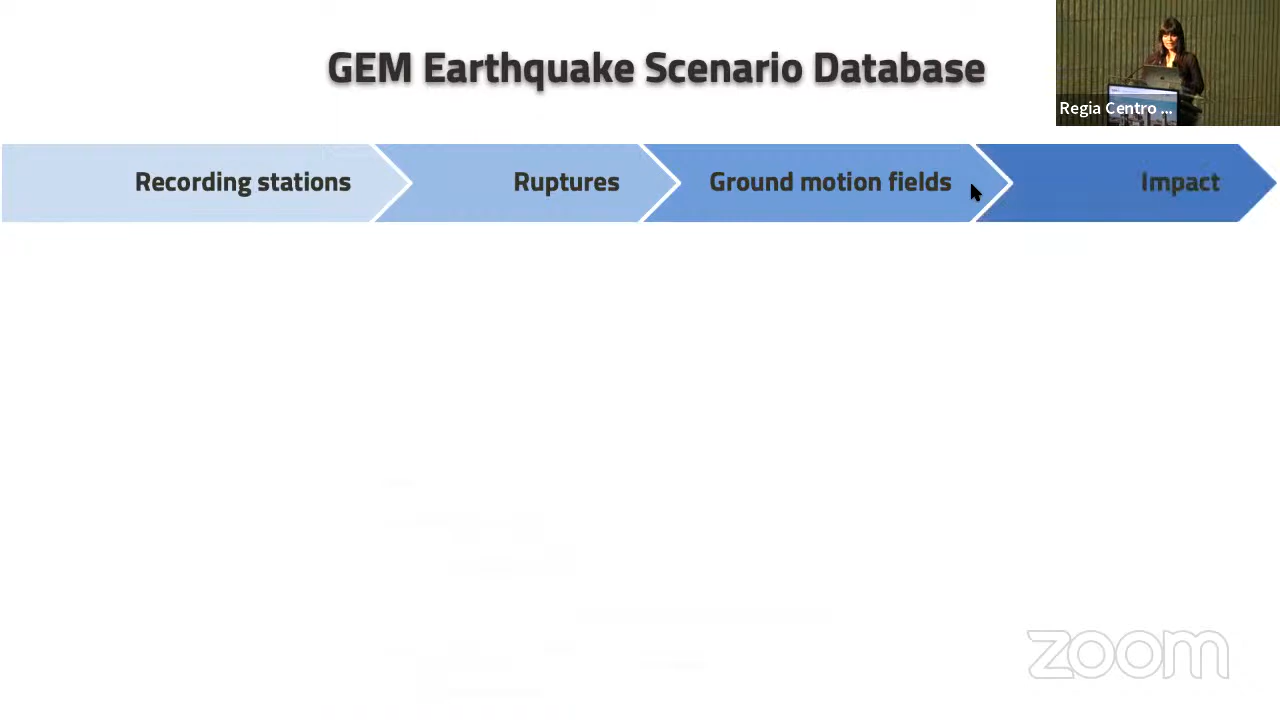 GEM Earthquake Scenario Database
Regia Centro ...
Recording stations
Ruptures
Ground motion fields
Impact
zoom